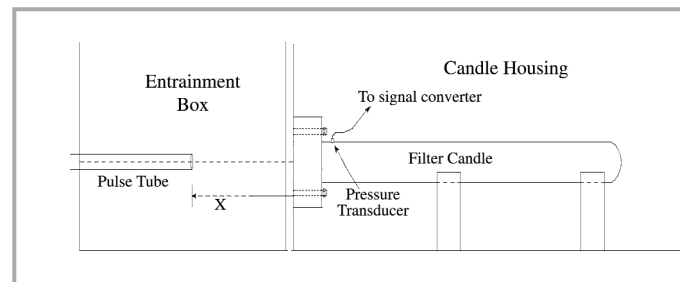 Entrainment
Box
Candle Housing
To signal converter
Filter Candle
Pulse Tube
Pressure
Transducer
X